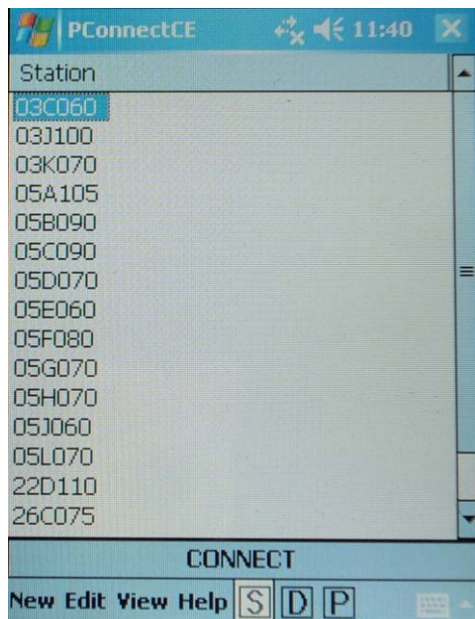 PConnectCE 11:40
Station
03C060
03J100
03K070
05A105
05B090
05C090
05D070
05E060
05F080
05G070
05H070
05J060
05L070
22D110
26C075
CONNECT
New Edit View Help S D P